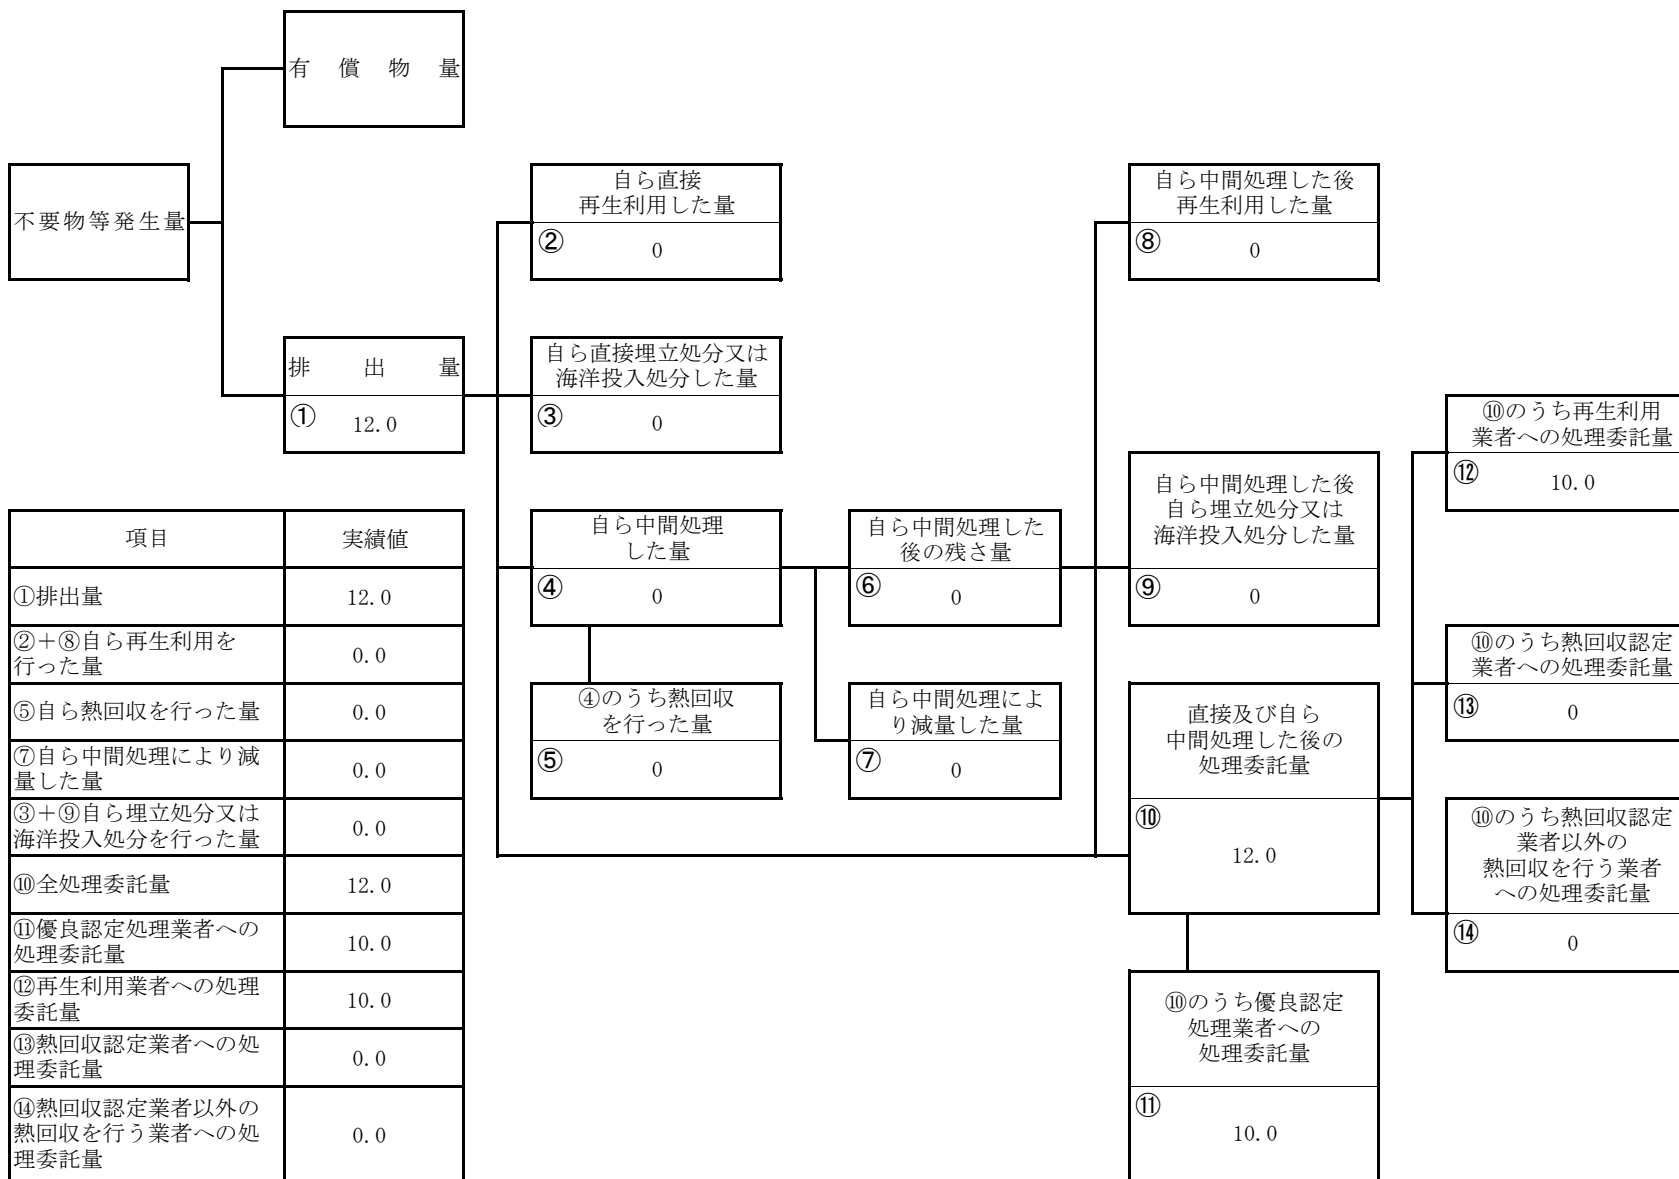 有償物量
不要物等発生量
自ら直接
再生利用した量
② 0
自ら中間処理した後
再生利用した量
⑧ 0
排出量
① 12.0
自ら直接埋立処分又は
海洋投入処分した量
③ 0
⑩のうち再生利用
業者への処理委託量
⑫ 10.0
自ら中間処理
した量
④ 0
自ら中間処理した
後の残さ量
⑥ 0
自ら中間処理した後
自ら埋立処分又は
海洋投入処分した量
⑨ 0
⑩のうち熱回収認定
業者への処理委託量
⑬ 0
④のうち熱回収
を行った量
⑤ 0
自ら中間処理によ
り減量した量
⑦ 0
直接及び自ら
中間処理した後の
処理委託量
⑩
12.0
⑩のうち熱回収認定
業者以外の
熱回収を行う業者
への処理委託量
⑭ 0
⑩のうち優良認定
処理業者への
処理委託量
⑪
10.0
項目 実績値
①排出量 12.0
②+⑧自ら再生利用を
行った量 0.0
⑤自ら熱回収を行った量 0.0
⑦自ら中間処理により減
量した量 0.0
③+⑨自ら埋立処分又は
海洋投入処分を行った量 0.0
⑩全処理委託量 12.0
⑪優良認定処理業者への
処理委託量 10.0
⑫再生利用業者への処理
委託量 10.0
⑬熱回収認定業者への処
理委託量 0.0
⑭熱回収認定業者以外の
熱回収を行う業者への処
理委託量 0.0